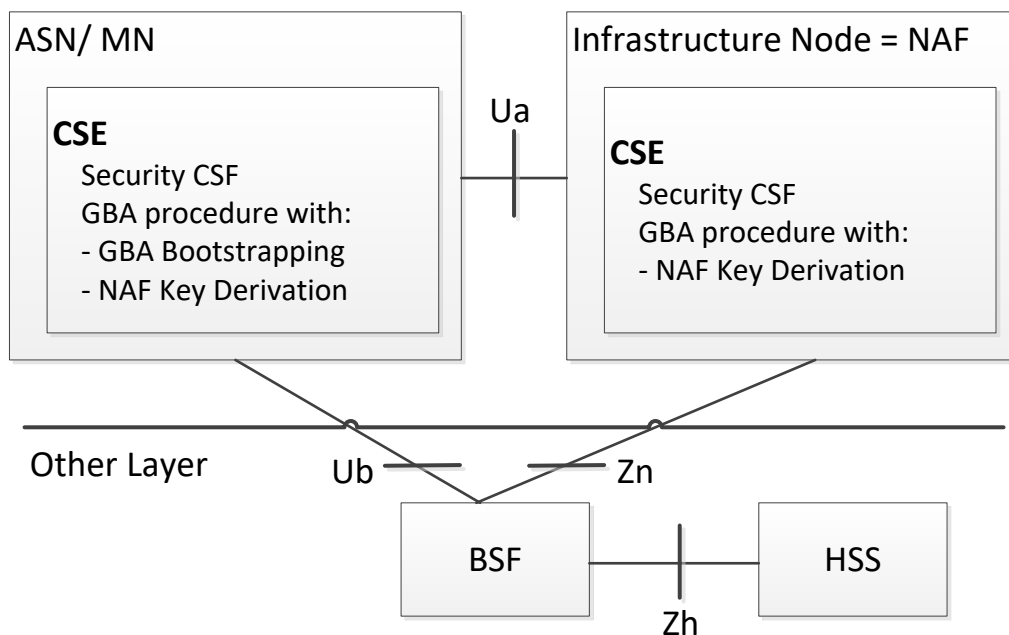 ASN/ MN
CSE
Security CSF
GBA procedure with:
- GBA Bootstrapping
- NAF Key Derivation
Ua
Infrastructure Node = NAF
CSE
Security CSF
GBA procedure with:
- NAF Key Derivation
Other Layer
Ub
Zn
BSF
Zh
HSS